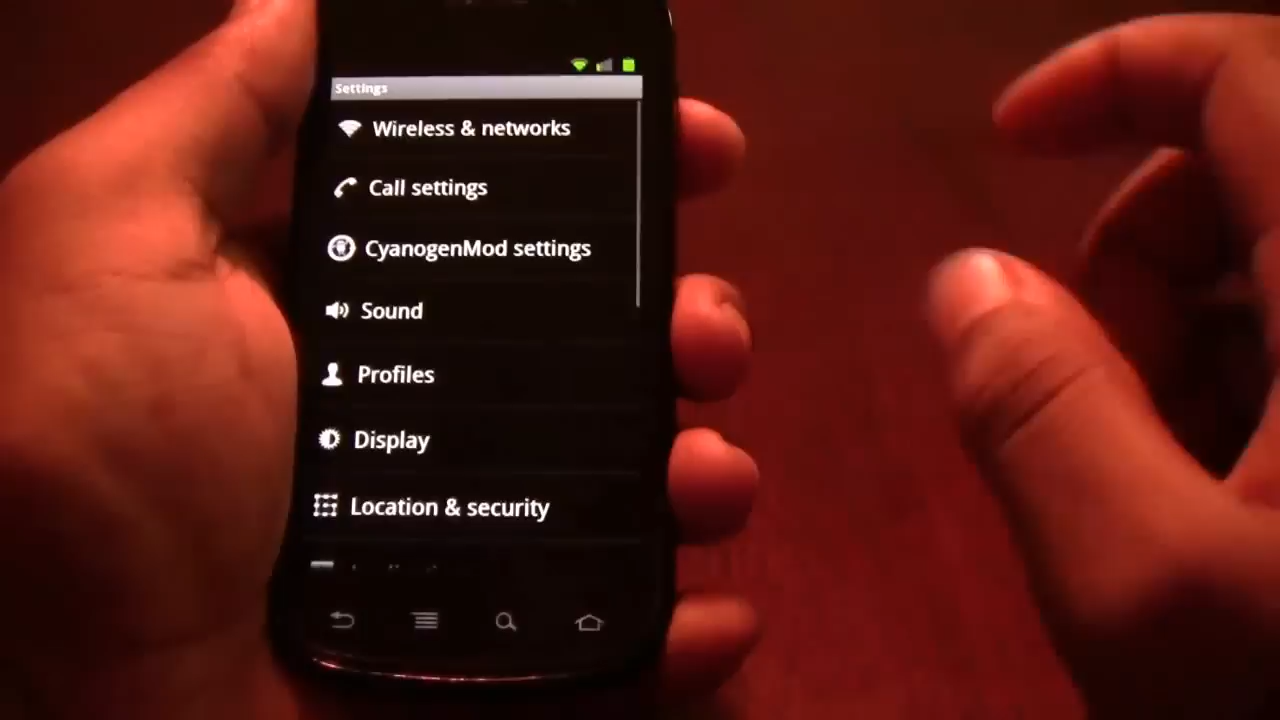 Settings
Wireless & networks
Call settings
CyanogenMod settings
Sound
Profiles
Display
Location & security